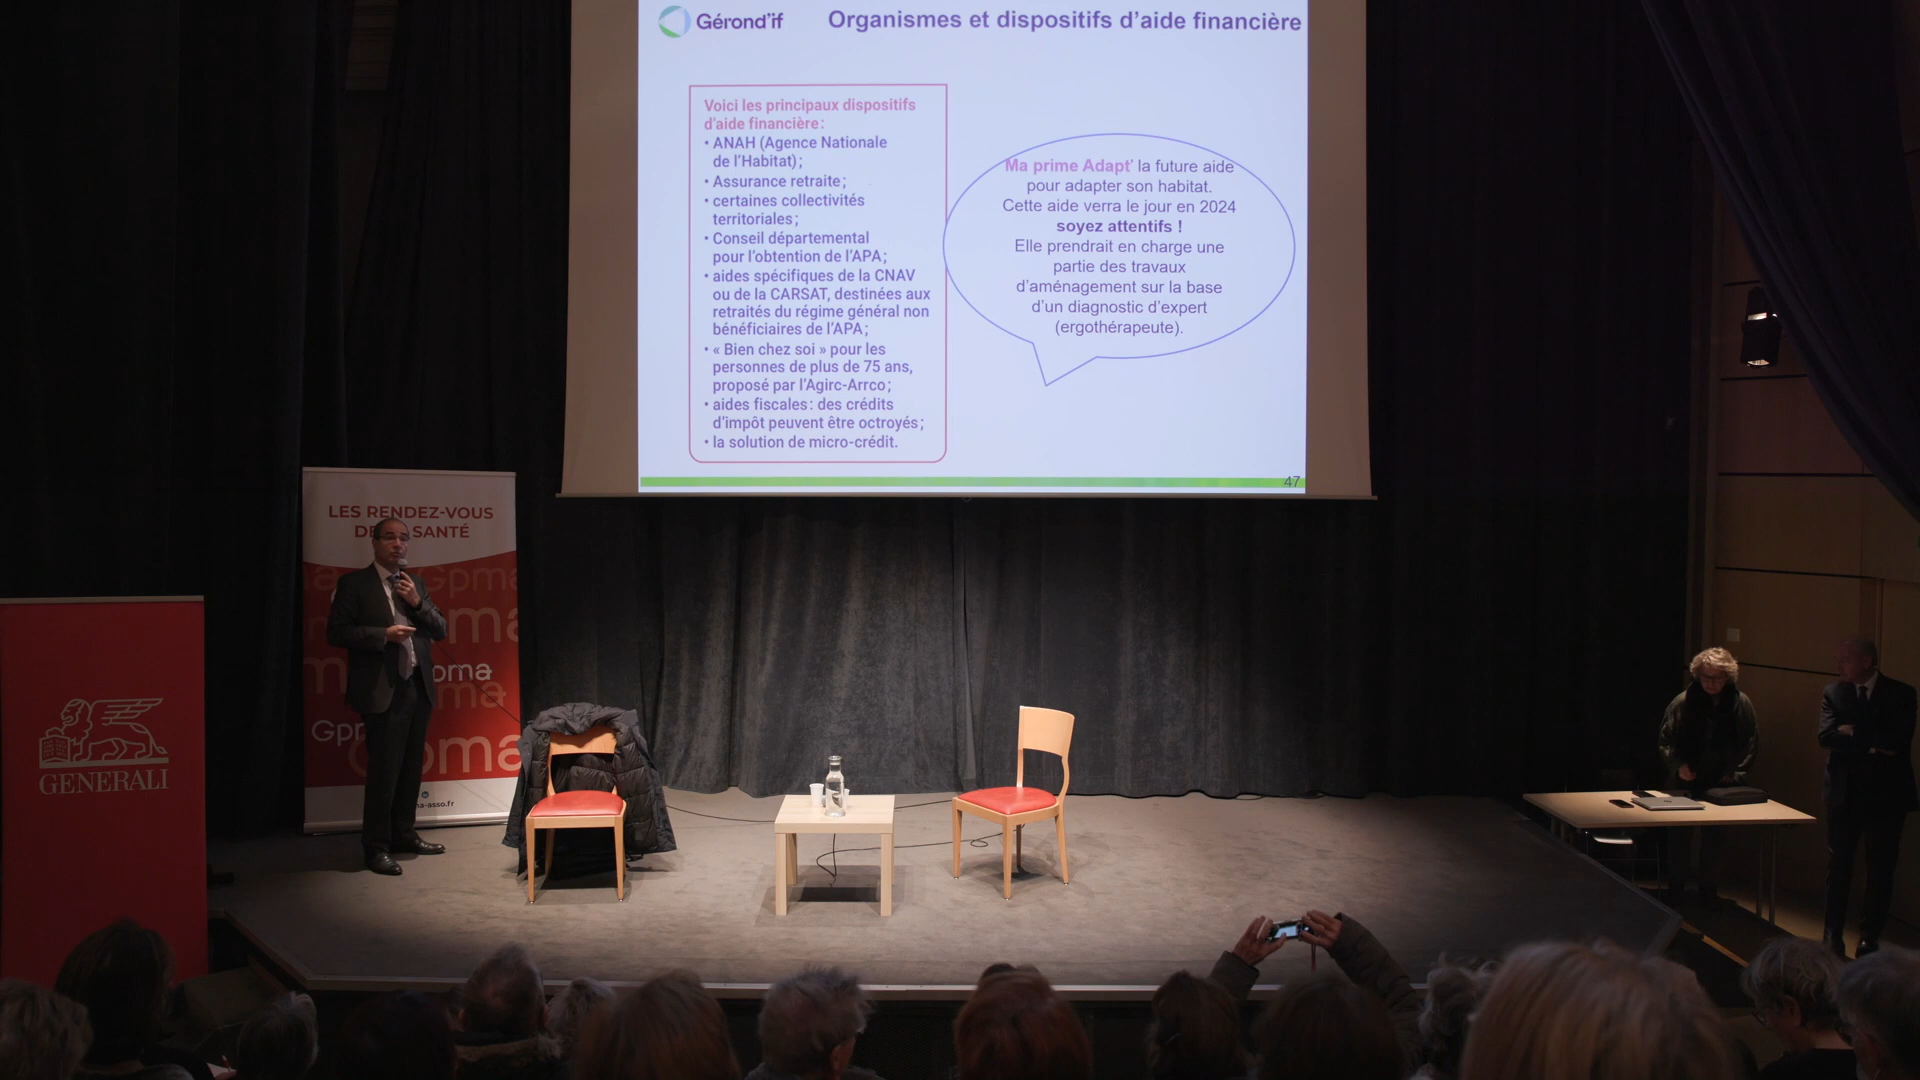 Gérond'if
Organismes et dispositifs d'aide financière
Voici les principaux dispositifs
d'aide financière :
• ANAH (Agence Nationale
de l'Habitat) ;
• Assurance retraite ;
• certaines collectivités
territoriales ;
• Conseil départemental
pour l'obtention de l'APA ;
• aides spécifiques de la CNAV
ou de la CARSAT, destinées aux
retraités du régime général non
bénéficiaires de l'APA ;
• « Bien chez soi » pour les
personnes de plus de 75 ans,
proposé par l'Agirc-Arrco ;
• aides fiscales : des crédits
d'impôt peuvent être octroyés ;
• la solution de micro-crédit.
Ma prime Adapt' la future aide
pour adapter son habitat.
Cette aide verra le jour en 2024
soyez attentifs !
Elle prendrait en charge une
partie des travaux
d'aménagement sur la base
d'un diagnostic d'expert
(ergothérapeute).
47
LES RENDEZ-VOUS
SANTÉ
Gpma
GENERALI